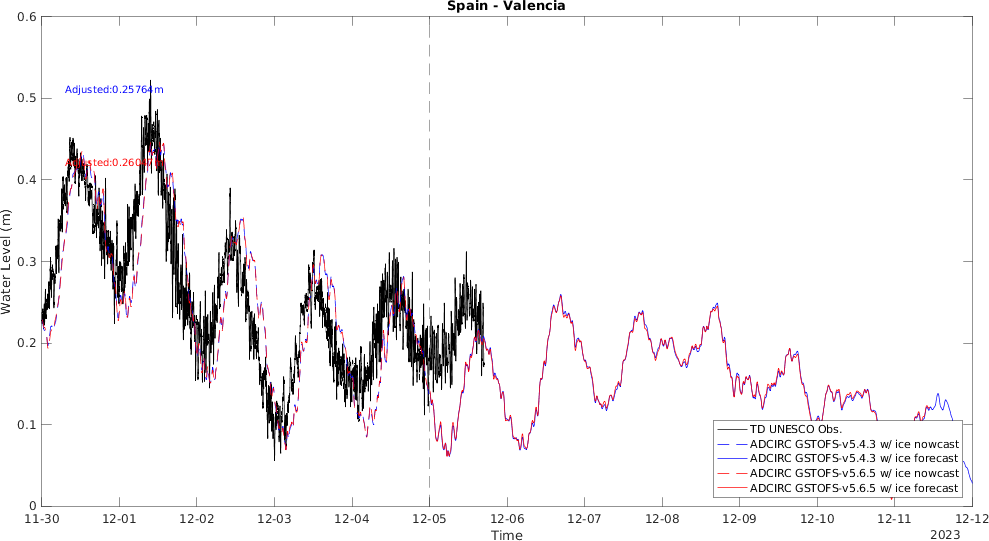 Spain - Valencia
0.6
0.5
0.4
0.3
0.2
0.1
0
Water Level (m)
Adjusted:0.25764m
11-30
12-01
12-02
12-03
12-04
12-05
12-06
12-07
12-08
12-09
12-10
12-11
12-12
Time
2023
TD UNESCO Obs.
ADCIRC GSTOFS-v5.4.3 w/ ice nowcast
ADCIRC GSTOFS-v5.4.3 w/ ice forecast
ADCIRC GSTOFS-v5.6.5 w/ ice nowcast
ADCIRC GSTOFS-v5.6.5 w/ ice forecast